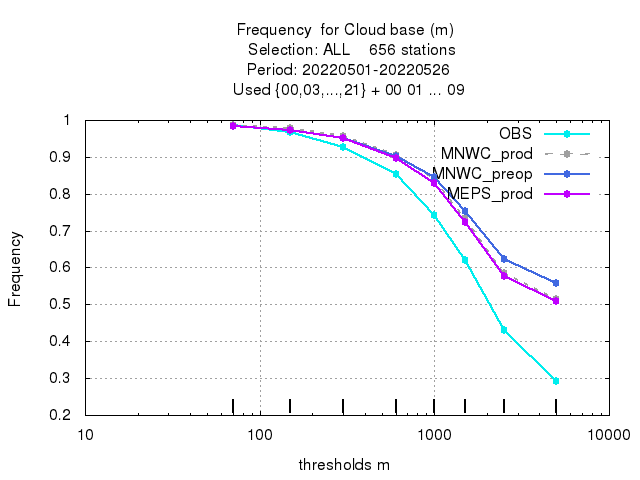 Frequency for Cloud base (m)
Selection: ALL 656 stations
Period: 20220501-20220526
Used {00,03,...,21} + 00 01 ... 09
OBS
MNWC_prod
MNWC_preop
MEPS_prod
Frequency
1
0.9
0.8
0.7
0.6
0.5
0.4
0.3
0.2
10
100
1000
10000
thresholds m